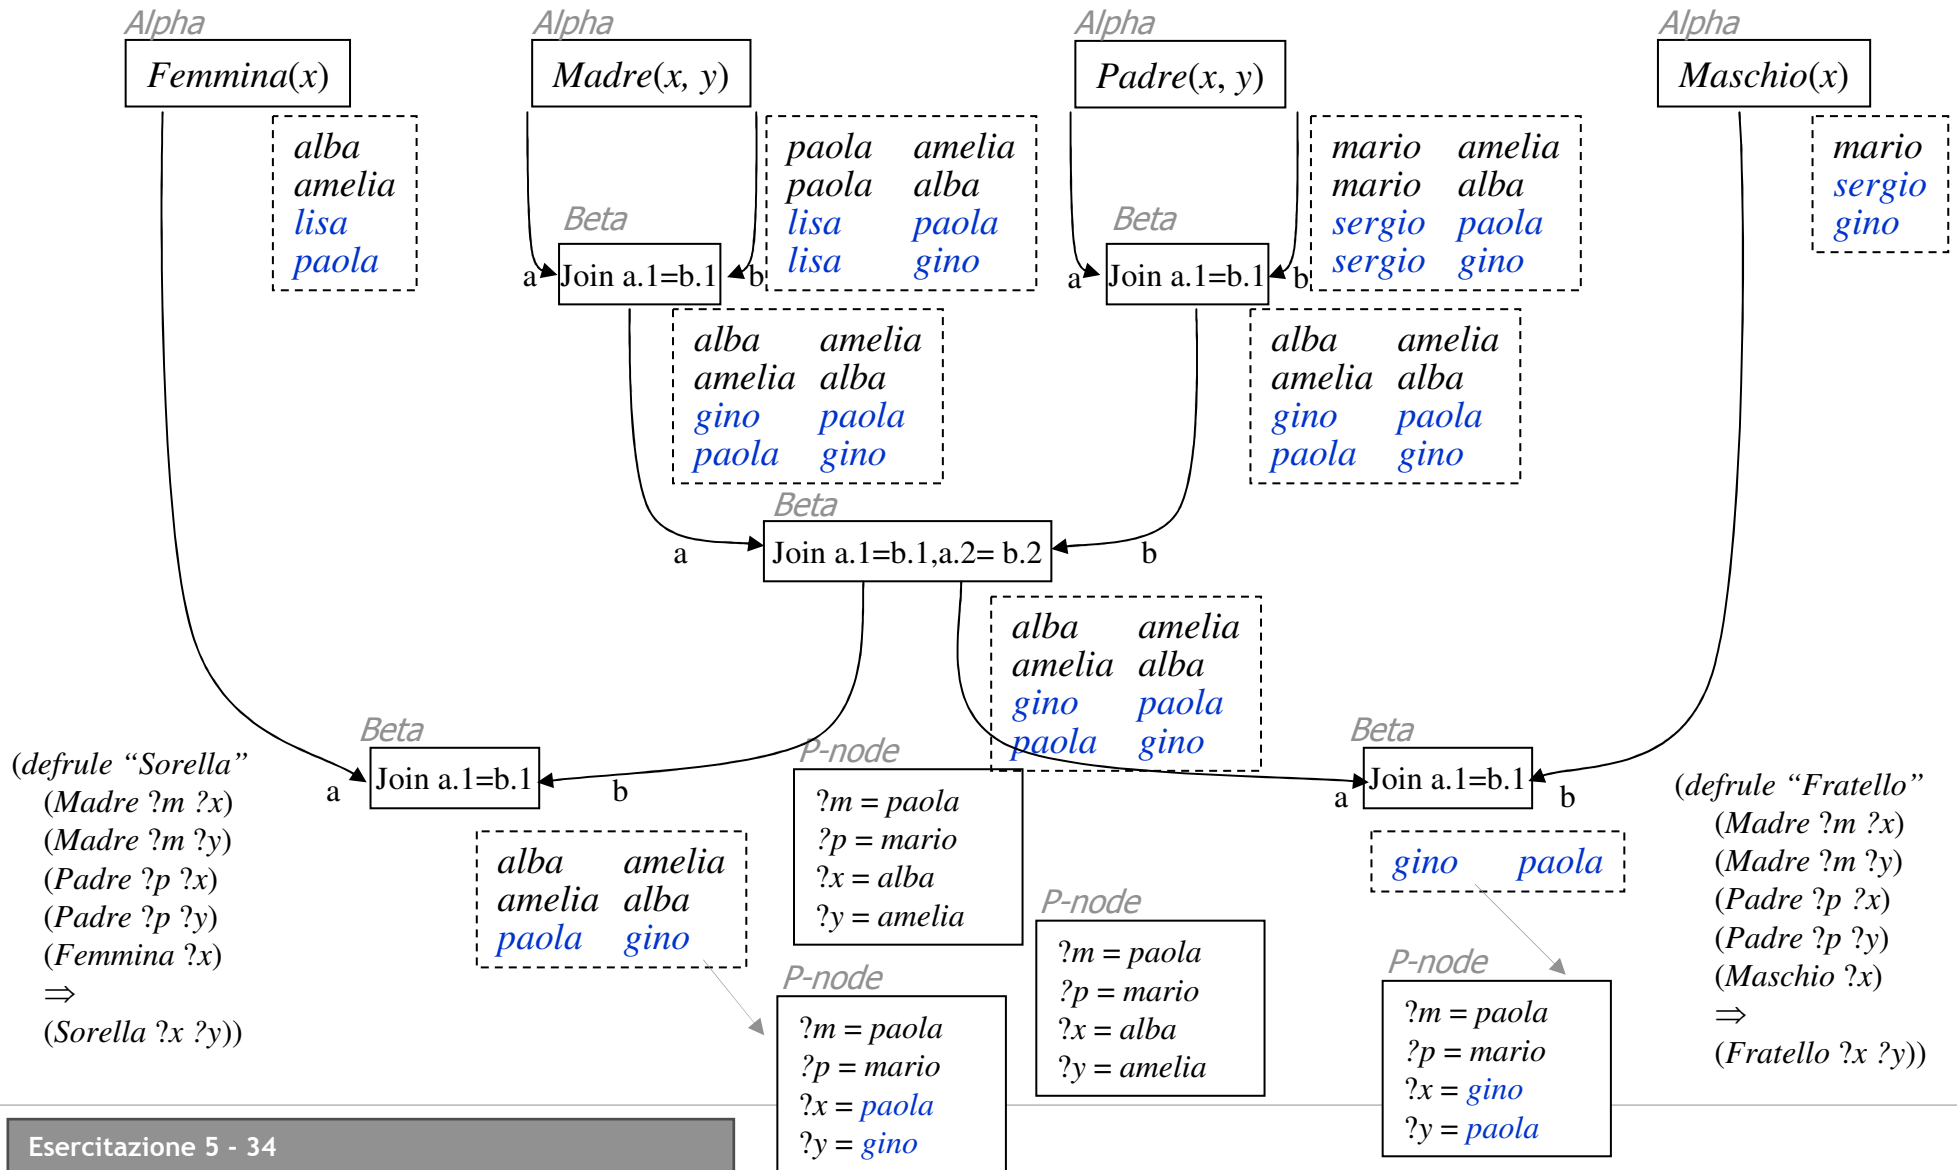 Alpha
Femmina(x)
alba
amelia
lisa
paola
Alpha
Madre(x, y)
paola amelia
paola alba
lisa paola
lisa gino
Alpha
Padre(x, y)
mario amelia
mario alba
sergio paola
sergio gino
Alpha
Maschio(x)
mario
sergio
gino
Beta
a
Join a.1=b.1
b
alba amelia
amelia alba
gino paola
paola gino
Beta
a
Join a.1=b.1
b
alba amelia
amelia alba
gino paola
paola gino
Beta
a
Join a.1=b.1,a.2= b.2
b
alba amelia
amelia alba
gino paola
paola gino
(defrule “Sorella”
(Madre ?m ?x)
(Madre ?m ?y)
(Padre ?p ?x)
(Padre ?p ?y)
(Femmina ?x)
⇒
(Sorella ?x ?y))
Beta
a
Join a.1=b.1
b
alba amelia
amelia alba
paola gino
P-node
?m = paola
?p = mario
?x = alba
?y = amelia
P-node
?m = paola
?p = mario
?x = paola
?y = gino
P-node
?m = paola
?p = mario
?x = alba
?y = amelia
Beta
a
Join a.1=b.1
b
gino paola
P-node
?m = paola
?p = mario
?x = gino
?y = paola
(defrule “Fratello”
(Madre ?m ?x)
(Madre ?m ?y)
(Padre ?p ?x)
(Padre ?p ?y)
(Maschio ?x)
⇒
(Fratello ?x ?y))
Esercitazione 5 - 34